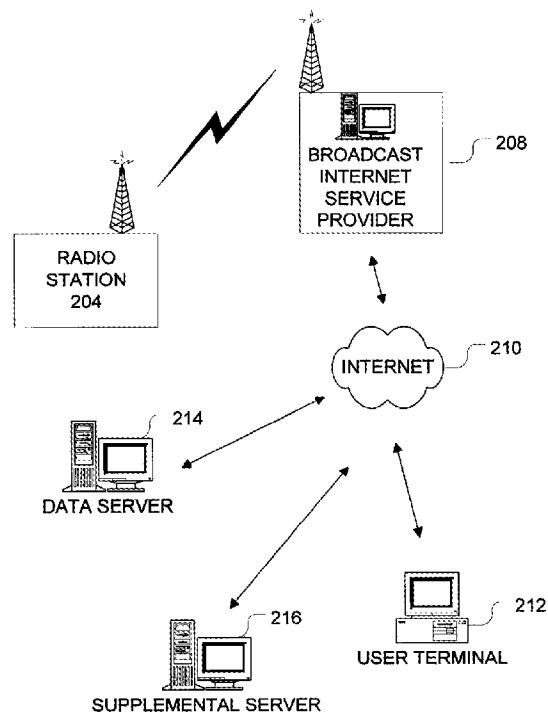 BROADCAST
INTERNET
SERVICE
PROVIDER
208
RADIO
STATION
204
INTERNET
210
214
DATA SERVER
216
SUPPLEMENTAL SERVER
212
USER TERMINAL